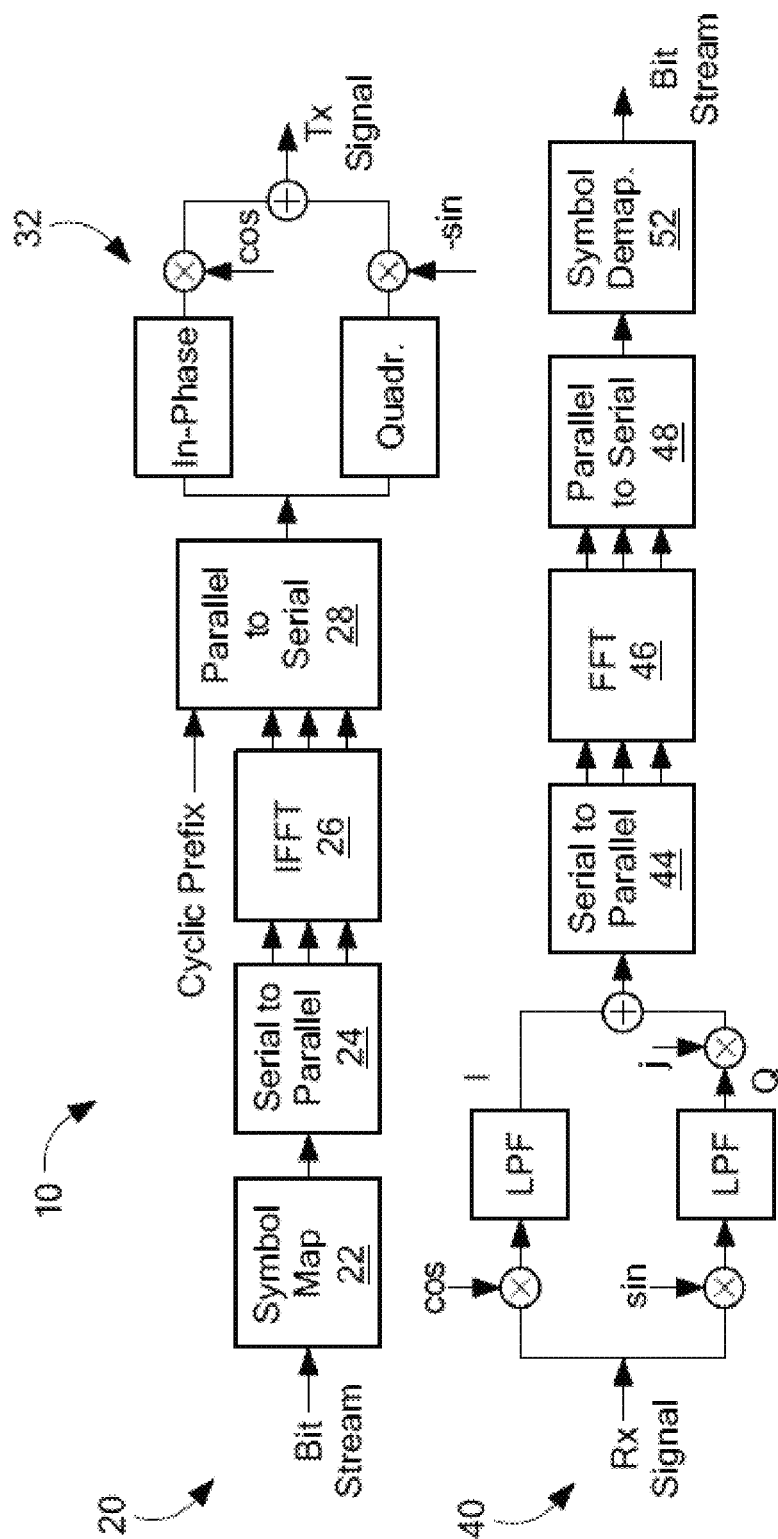 10
20
Bit
Stream
Symbol
Map
22
Serial to
Parallel
24
IFFT
26
Cyclic Prefix
Parallel
to
Serial
28
In-Phase
Quadr.
32
cos
-sin
Tx
Signal
40
Rx
Signal
cos
sin
LPF
LPF
I
j
Q
Serial to
Parallel
44
FFT
46
Parallel
to Serial
48
Symbol
Demap.
52
Bit
Stream